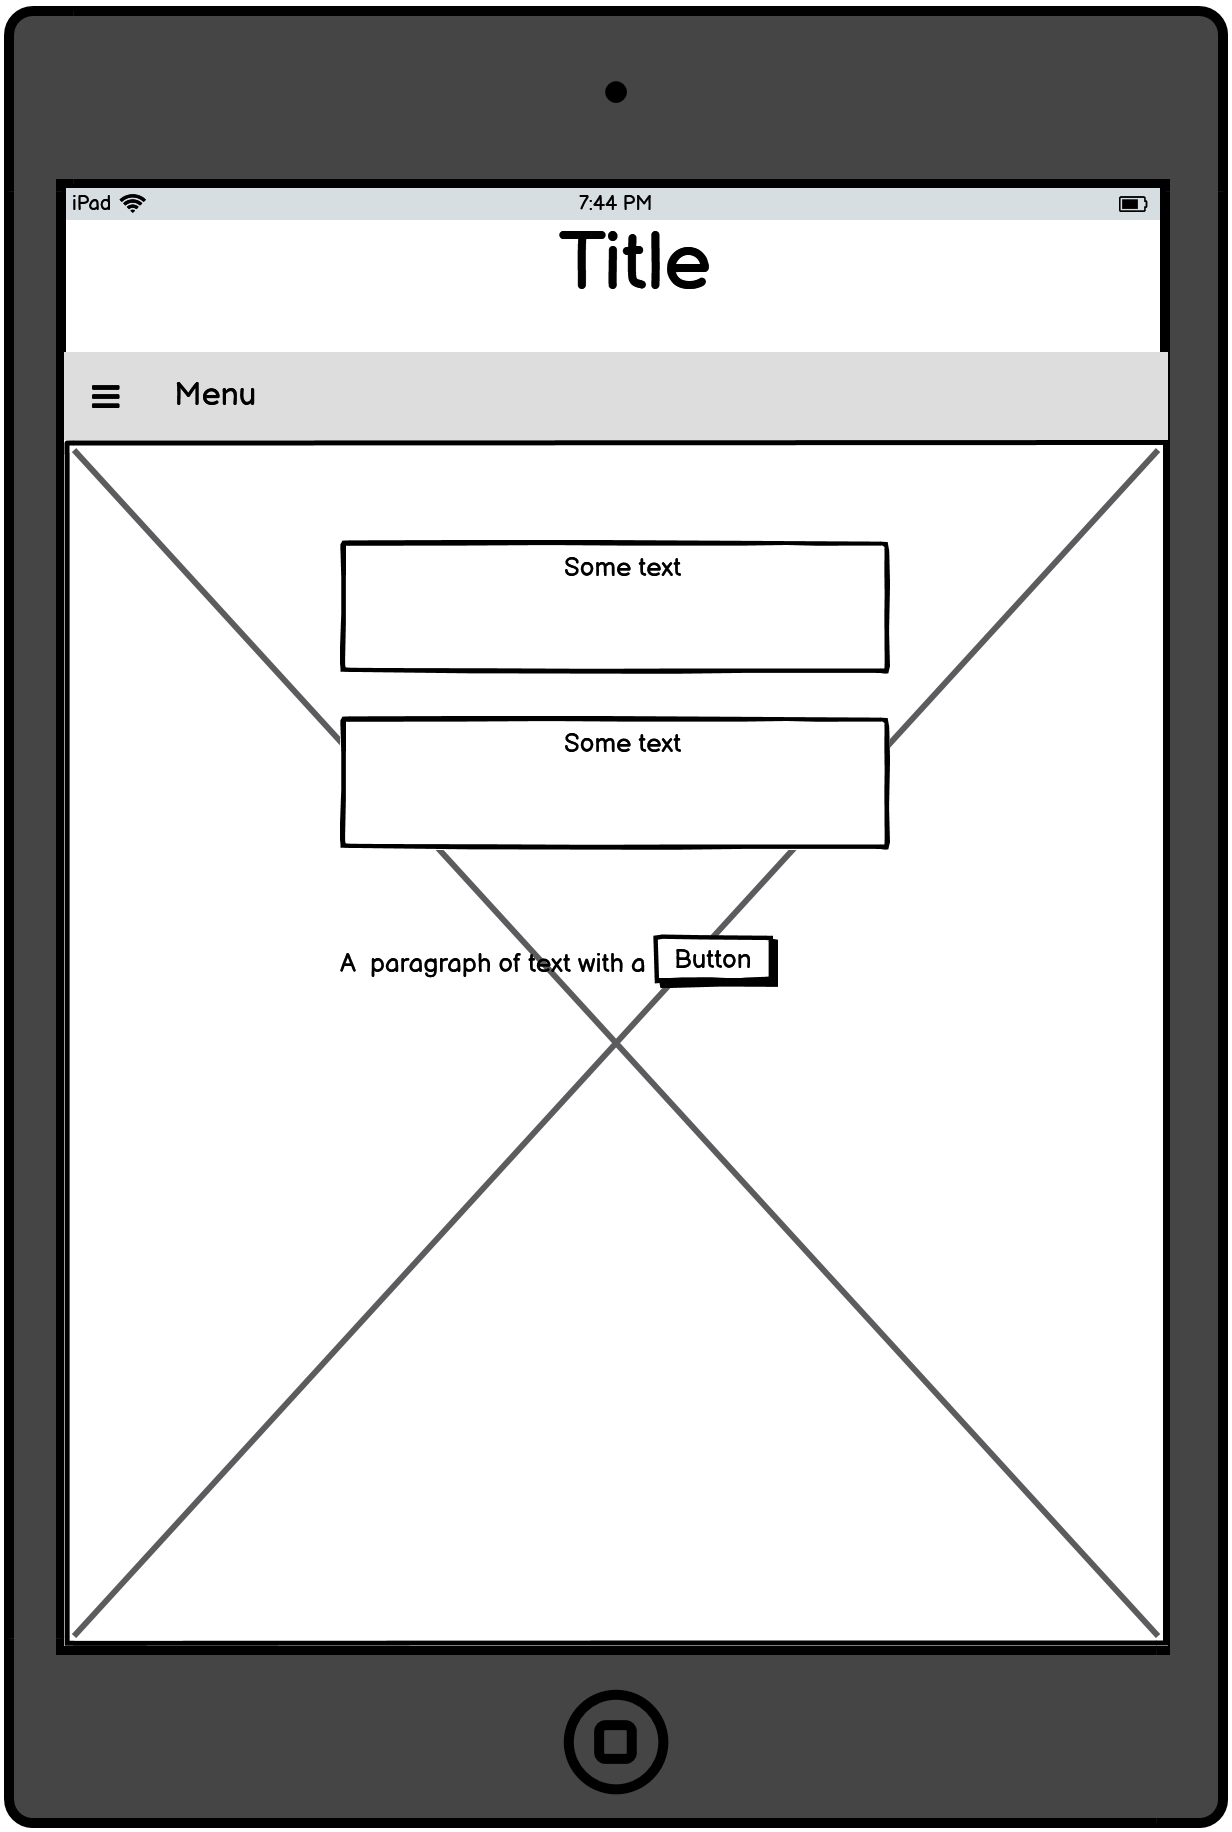 iPad 7:44 PM
Title
Menu
Some text
Some text
A paragraph of text with a Button